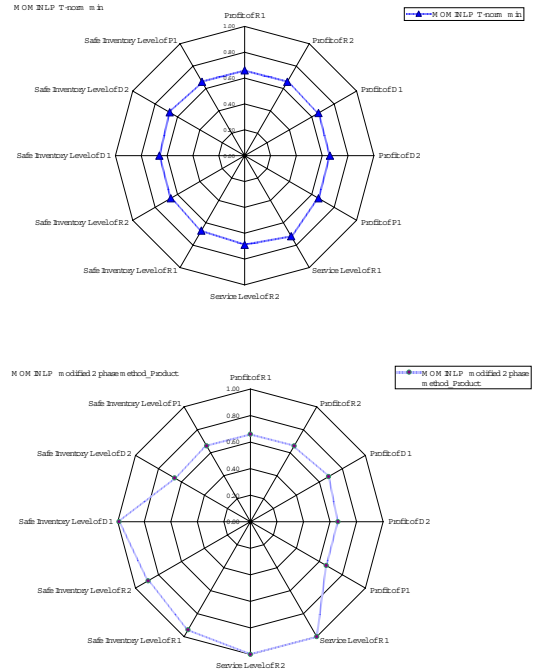 MOMINLP T-norm min
MOMINLP T-norm min
Profit of R1
Safe Inventory Level of P1
Profit of R2
1.00
0.80
Safe Inventory Level of D2
Profit of D1
0.60
0.40
0.20
Safe Inventory Level of D1
0.00
Profit of D2
Safe Inventory Level of R2
Profit of P1
Safe Inventory Level of R1
Service Level of R1
Service Level of R2
MOMINLP modified 2 phase method_Product
MOMINLP modified 2 phase
method_Product
Profit of R1
Safe Inventory Level of P1
Profit of R2
1.00
0.80
Safe Inventory Level of D2
Profit of D1
0.60
0.40
0.20
Safe Inventory Level of D1
0.00
Profit of D2
Safe Inventory Level of R2
Profit of P1
Safe Inventory Level of R1
Service Level of R1
Service Level of R2